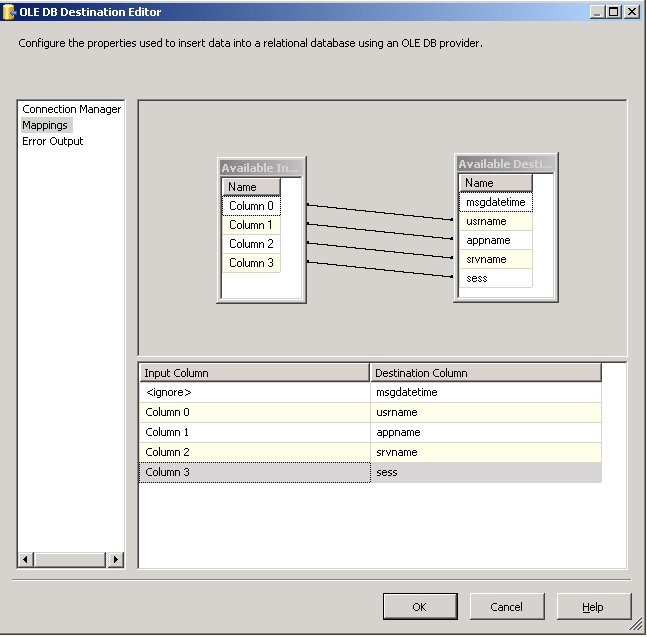 OLE DB Destination Editor
Configure the properties used to insert data into a relational database using an OLE DB provider.
Connection Manager
Mappings
Error Output
Available In...
Name
Column 0
Column 1
Column 2
Column 3
Available Desti...
Name
msgdatetime
usrname
appname
srvname
sess
Input Column Destination Column
<ignore> msgdatetime
Column 0 usrname
Column 1 appname
Column 2 srvname
Column 3 sess
OK Cancel Help